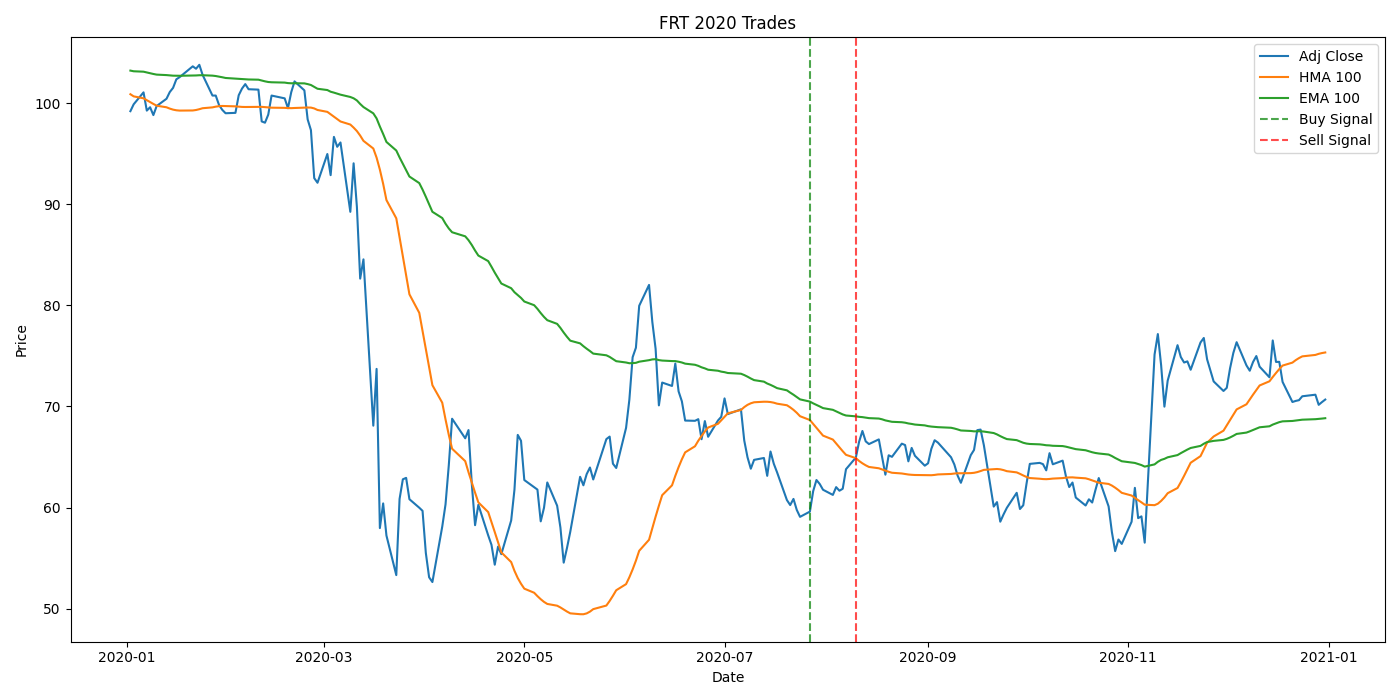 FRT 2020 Trades
Adj Close
HMA 100
EMA 100
Buy Signal
Sell Signal
Price
100
90
80
70
60
50
2020-01
2020-03
2020-05
2020-07
2020-09
2020-11
2021-01
Date